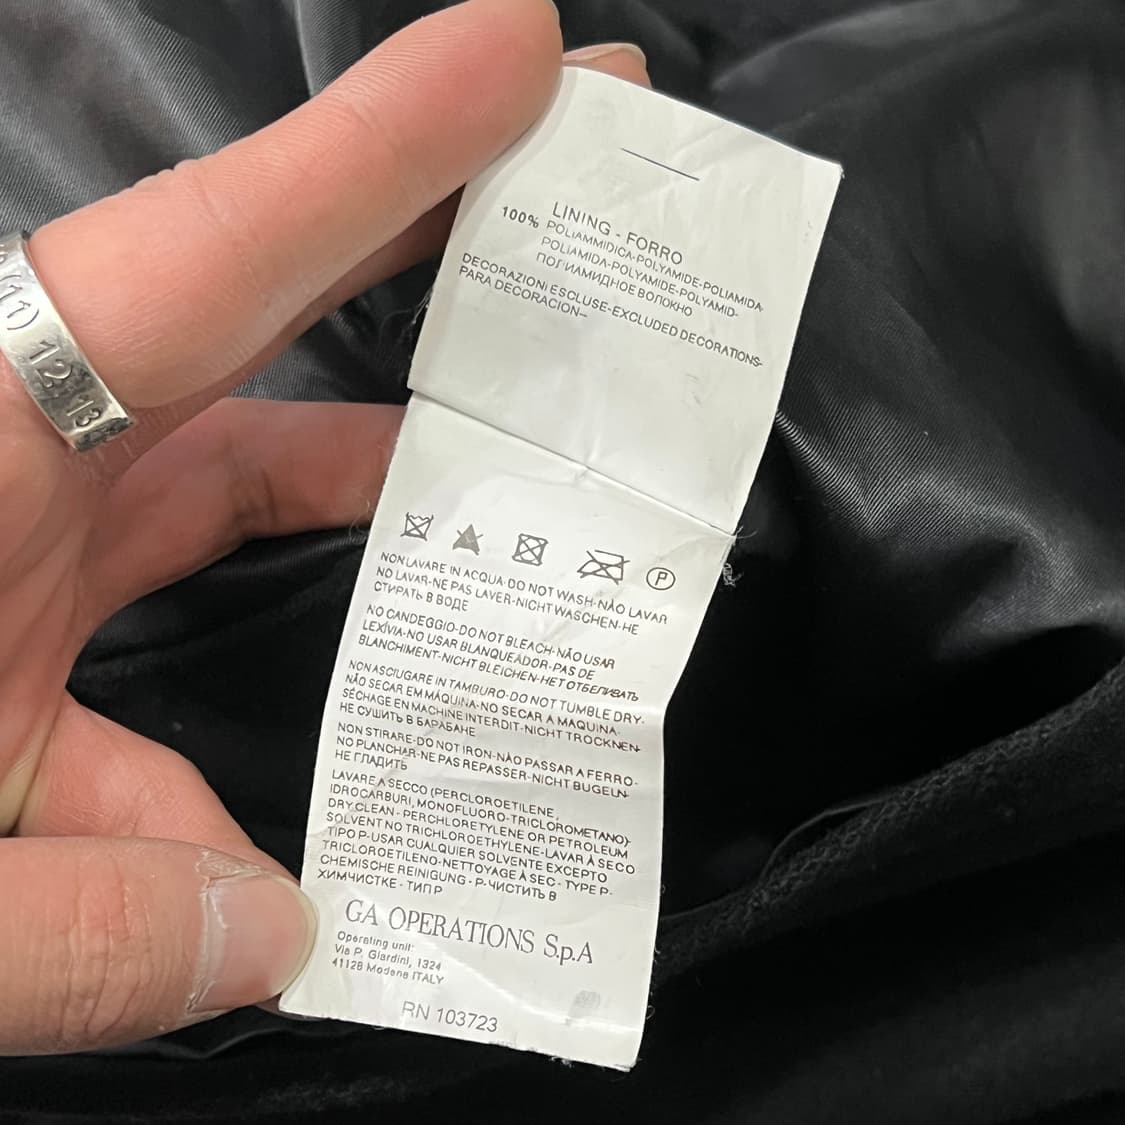 11) 12 13
LINING - FORRO
100% POLIAMMIDICA-POLYAMIDE-POLIAMIDA
POLIAMIDA-POLYAMIDE-POLYAMID-
ПОГИАМИДНОЕ ВОЛОКНО
DECORAZIONI ESCLUSE-EXCLUDED DECORATIONS-
PARA DECORACION-
P
NON LAVARE IN ACQUA-DO NOT WASH-NÃO LAVAR
NO LAVAR-NE PAS LAVER-NICHT WASCHEN-НЕ
СТИРАТЬ В ВОДЕ
NO CANDEGGIO-DO NOT BLEACH-NÃO USAR
LEXÍVIA-NO USAR BLANQUEADOR-PAS DE
BLANCHIMENT-NICHT BLEICHEN-НЕТ ОТБЕЛИВАТЬ
NON ASCIUGARE IN TAMBURO-DO NOT TUMBLE DRY-
NÃO SECAR EM MÁQUINA-NO SECAR A MAQUINA-
SÉCHAGE EN MACHINE INTERDIT-NICHT TROCKNEN-
НЕ СУШИТЬ В БАРАБАНЕ
NON STIRARE-DO NOT IRON-NÃO PASSAR A FERRO-
NO PLANCHAR-NE PAS REPASSER-NICHT BUGELN-
НЕ ГЛАДИТЬ
LAVARE A SECCO (PERCLOROETILENE,
IDROCARBURI, MONOFLUORO-TRICLOROMETANO)-
DRY CLEAN - PERCHLORETYLENE OR PETROLEUM
SOLVENT NO TRICHLOROETHYLENE-LAVAR À SECO
TIPO P-USAR CUALQUIER SOLVENTE EXCEPTO
TRICLOROETILENO-NETTOYAGE À SEC - TYPE P-
CHEMISCHE REINIGUNG - P-ЧИСТИТЬ В
ХИМЧИСТКЕ - ТИП P
GA OPERATIONS S.p.A
Operating unit:
Via P. Giardini, 1324
41126 Modena ITALY
RN 103723